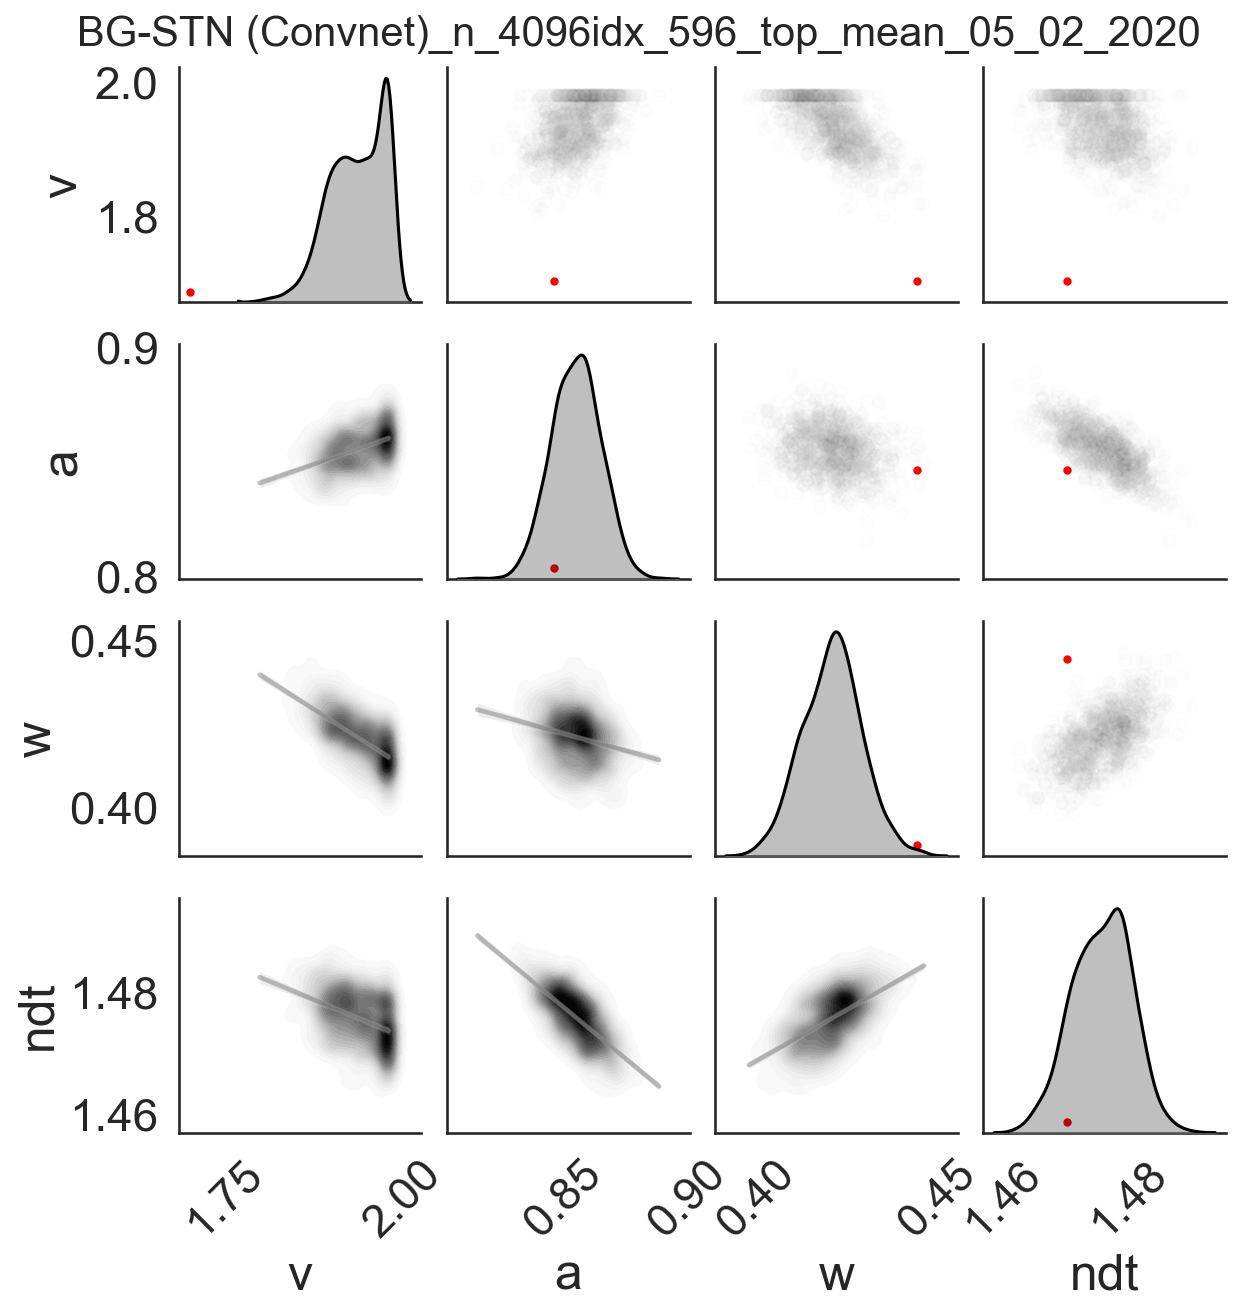 BG-STN (Convnet)_n_4096idx_596_top_mean_05_02_2020
2.0
v
1.8
0.9
a
0.8
0.45
w
0.40
1.48
ndt
1.46
1.75 2.00 0.85 0.90 0.40 0.45 1.46 1.48
v a w ndt